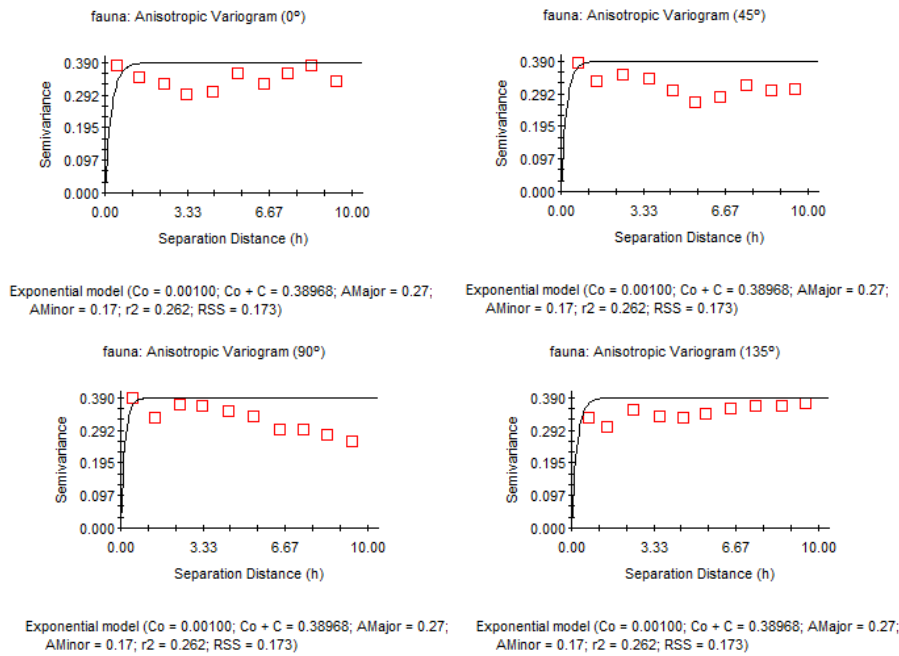 fauna: Anisotropic Variogram (0º)
0.390
0.292
0.195
0.097
0.000
Semivariance
0.00 3.33 6.67 10.00
Separation Distance (h)
Exponential model (Co = 0.00100; Co + C = 0.38968; AMajor = 0.27;
AMinor = 0.17; r2 = 0.262; RSS = 0.173)
fauna: Anisotropic Variogram (45º)
0.390
0.292
0.195
0.097
0.000
Semivariance
0.00 3.33 6.67 10.00
Separation Distance (h)
Exponential model (Co = 0.00100; Co + C = 0.38968; AMajor = 0.27;
AMinor = 0.17; r2 = 0.262; RSS = 0.173)
fauna: Anisotropic Variogram (90º)
0.390
0.292
0.195
0.097
0.000
Semivariance
0.00 3.33 6.67 10.00
Separation Distance (h)
Exponential model (Co = 0.00100; Co + C = 0.38968; AMajor = 0.27;
AMinor = 0.17; r2 = 0.262; RSS = 0.173)
fauna: Anisotropic Variogram (135º)
0.390
0.292
0.195
0.097
0.000
Semivariance
0.00 3.33 6.67 10.00
Separation Distance (h)
Exponential model (Co = 0.00100; Co + C = 0.38968; AMajor = 0.27;
AMinor = 0.17; r2 = 0.262; RSS = 0.173)